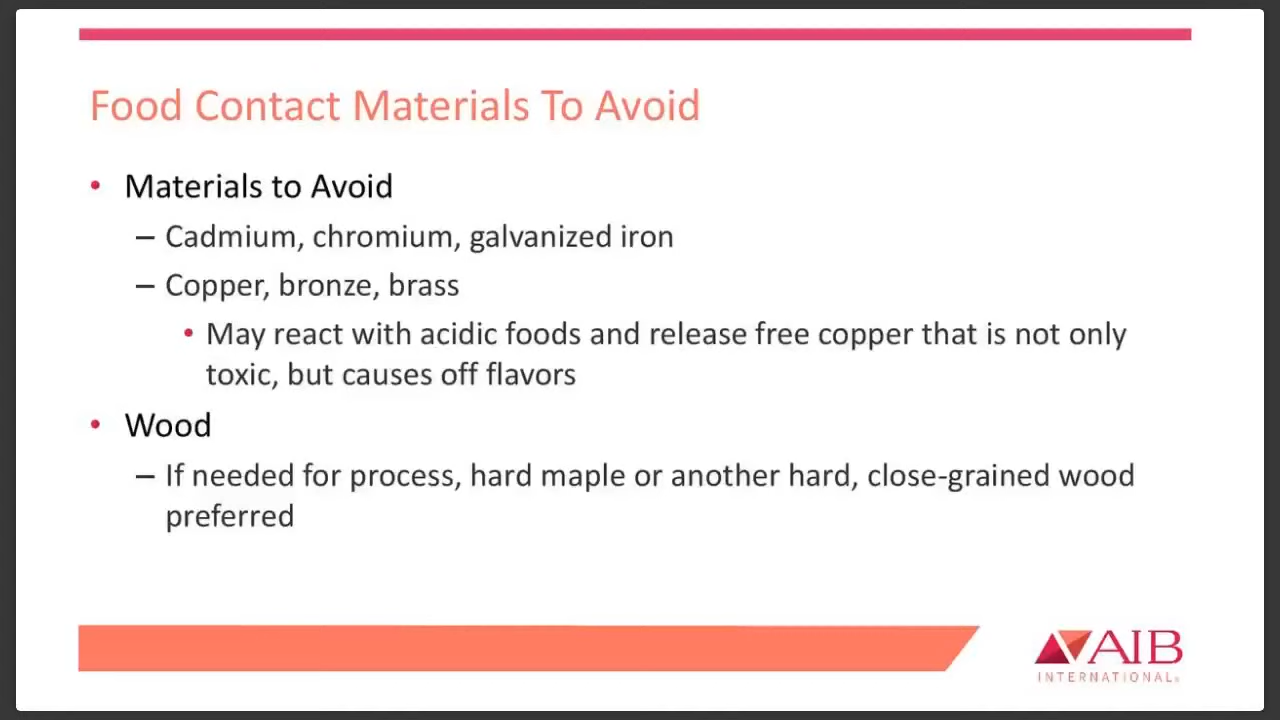 Food Contact Materials To Avoid
• Materials to Avoid
– Cadmium, chromium, galvanized iron
– Copper, bronze, brass
• May react with acidic foods and release free copper that is not only
toxic, but causes off flavors
• Wood
– If needed for process, hard maple or another hard, close-grained wood
preferred
AIB
INTERNATIONAL®